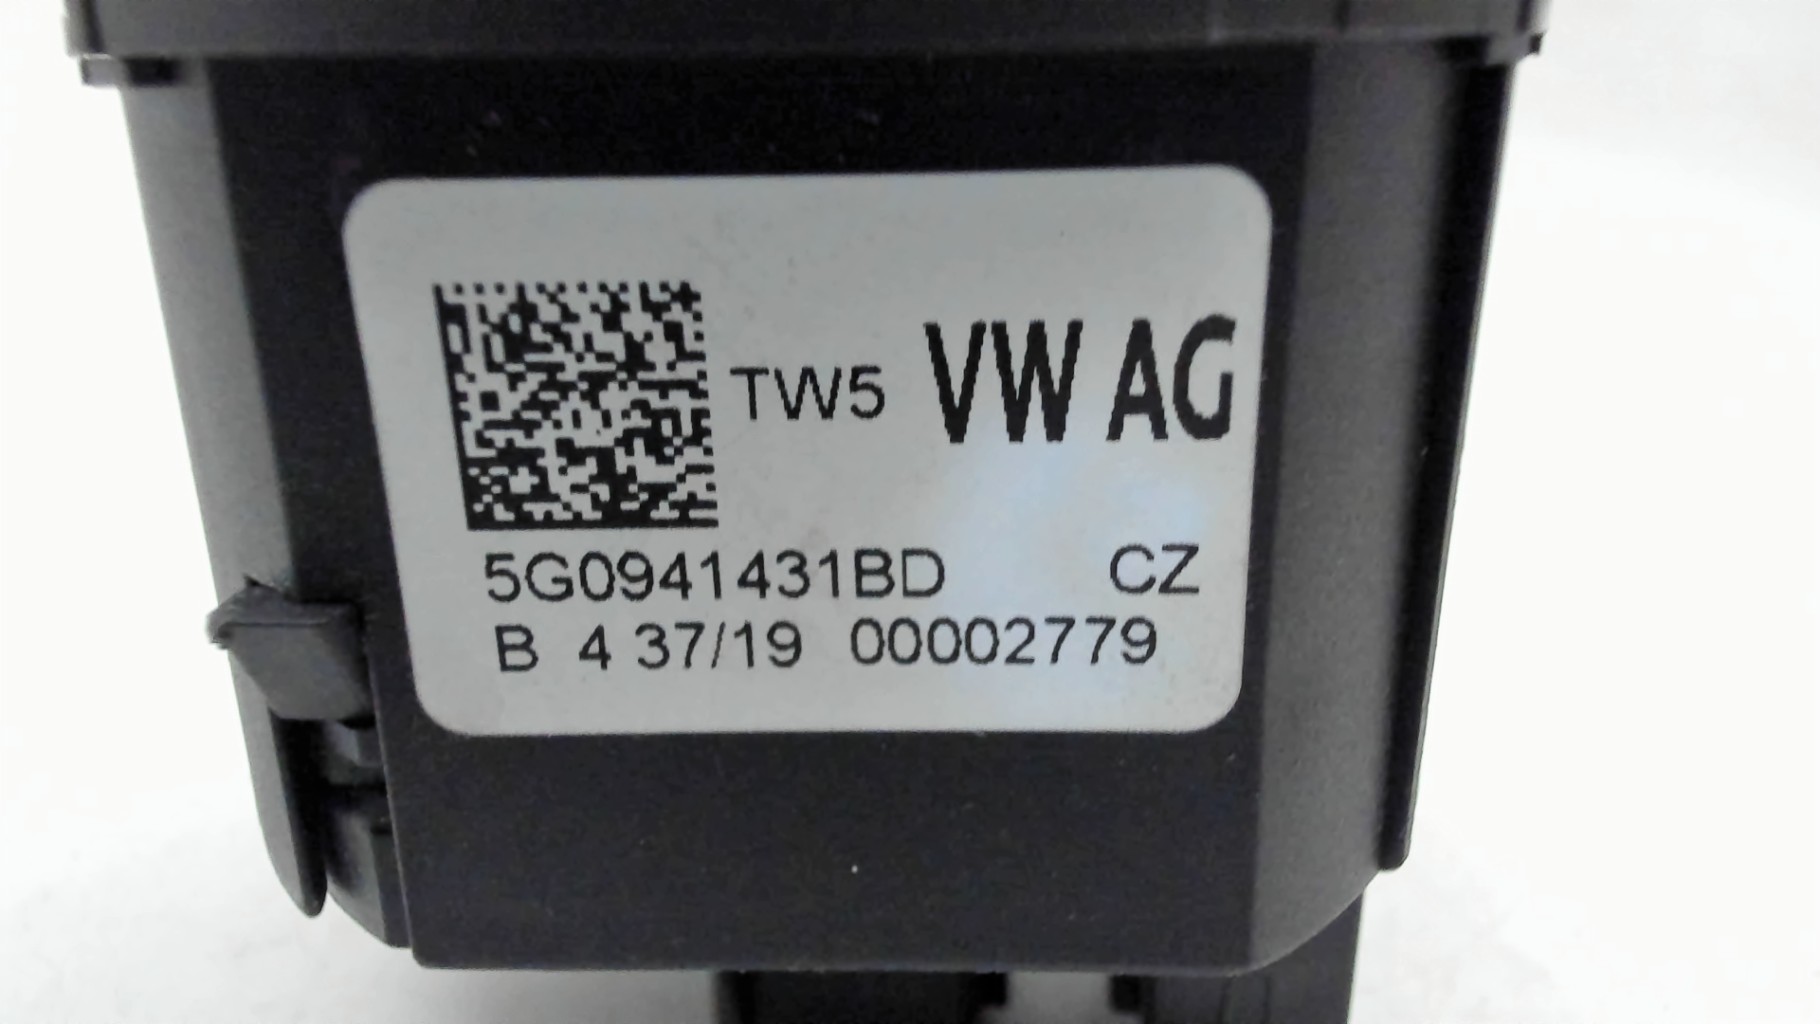 TW5 VW AG
5G0941431BD CZ
B 4 37/19 00002779